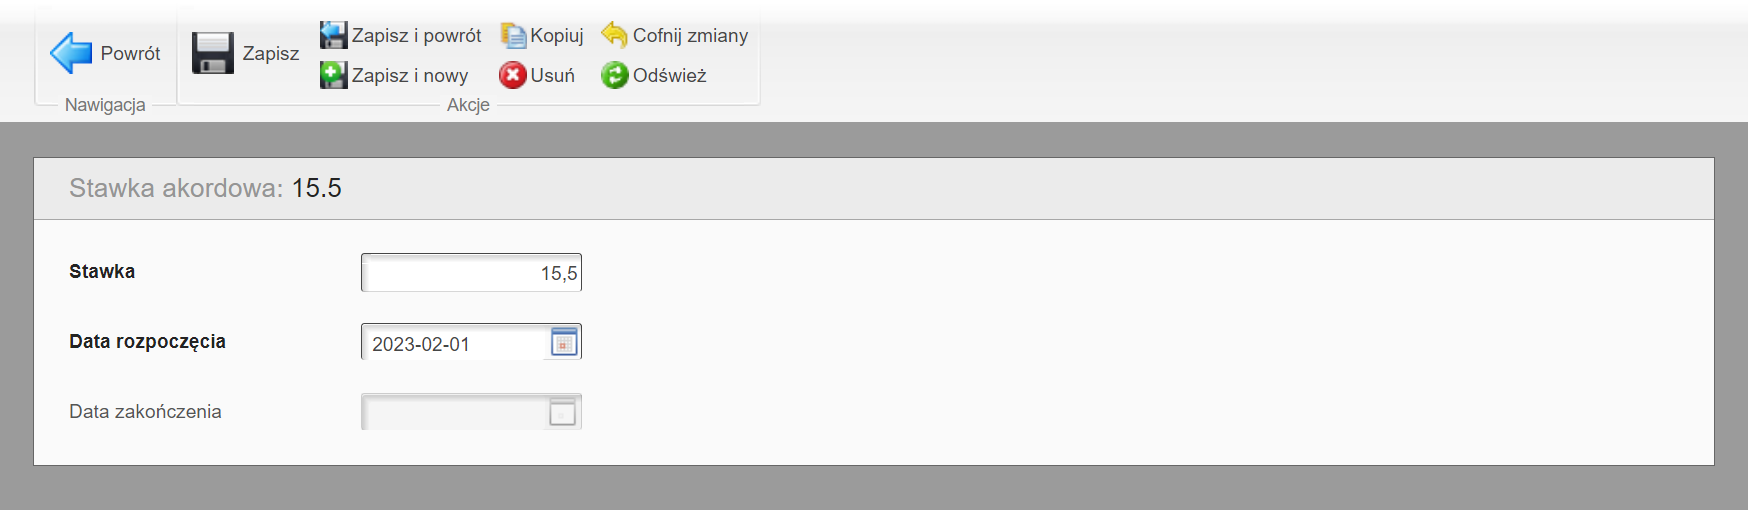 Powrót
Nawigacja
Zapisz
Zapisz i powrót
Zapisz i nowy
Kopiuj
Usuń
Cofnij zmiany
Odśwież
Akcje
Stawka akordowa: 15.5
Stawka 15,5
Data rozpoczęcia 2023-02-01
Data zakończenia